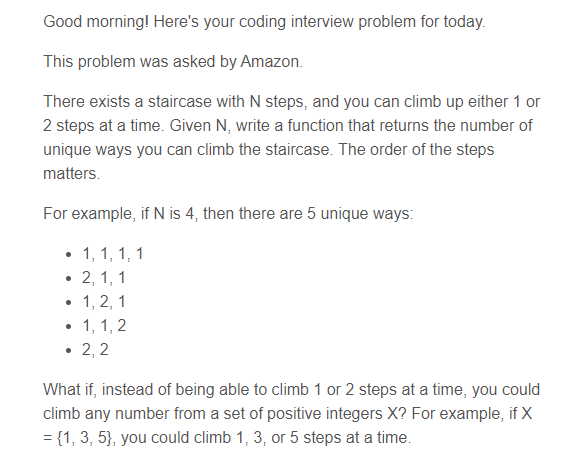 Good morning! Here's your coding interview problem for today.
This problem was asked by Amazon.
There exists a staircase with N steps, and you can climb up either 1 or
2 steps at a time. Given N, write a function that returns the number of
unique ways you can climb the staircase. The order of the steps
matters.
For example, if N is 4, then there are 5 unique ways:
• 1, 1, 1, 1
• 2, 1, 1
• 1, 2, 1
• 1, 1, 2
• 2, 2
What if, instead of being able to climb 1 or 2 steps at a time, you could
climb any number from a set of positive integers X? For example, if X
= {1, 3, 5}, you could climb 1, 3, or 5 steps at a time.